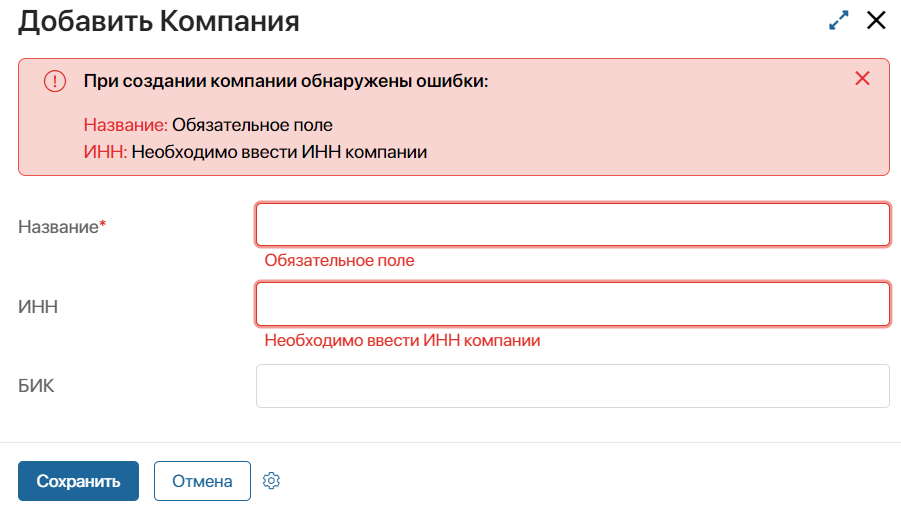 Добавить Компания
При создании компании обнаружены ошибки:
Название: Обязательное поле
ИНН: Необходимо ввести ИНН компании
Название*
Обязательное поле
ИНН
Необходимо ввести ИНН компании
БИК
Сохранить
Отмена